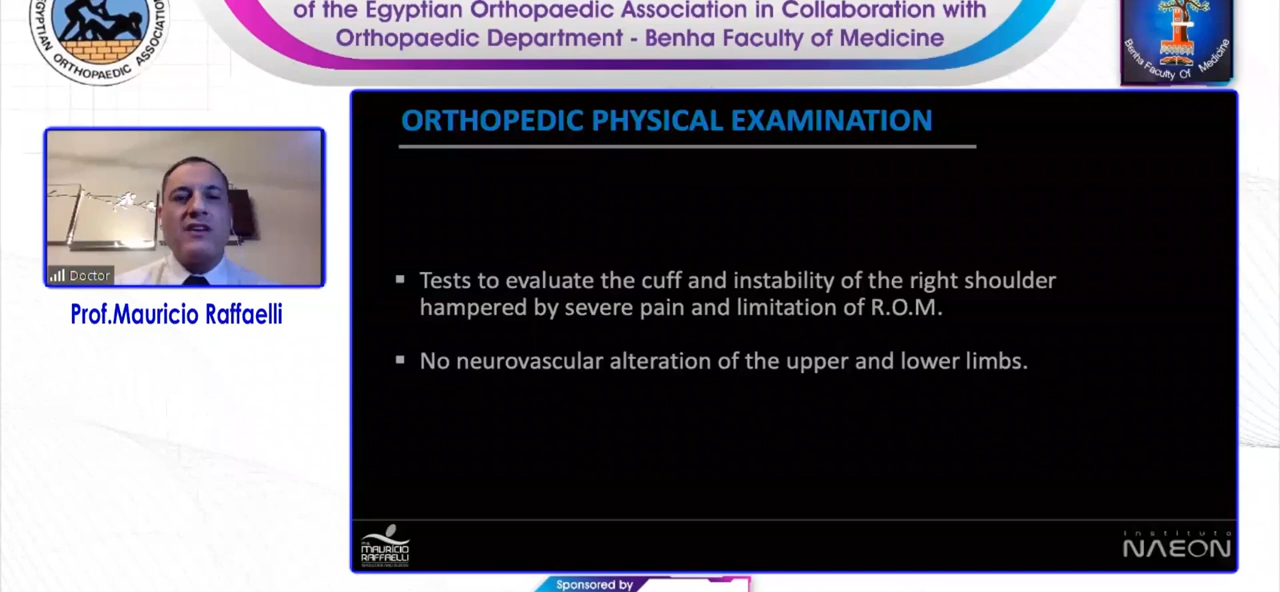 of the Egyptian Orthopaedic Association in Collaboration with
Orthopaedic Department - Benha Faculty of Medicine
EGYPTIAN ORTHOPAEDIC ASSOCIATION
Benha Faculty Of Medicine
ORTHOPEDIC PHYSICAL EXAMINATION
Doctor
Prof.Mauricio Raffaelli
▪ Tests to evaluate the cuff and instability of the right shoulder
hampered by severe pain and limitation of R.O.M.
▪ No neurovascular alteration of the upper and lower limbs.
MAURÍCIO
RAFFAELLI
instituto
NAEON
Sponsored by